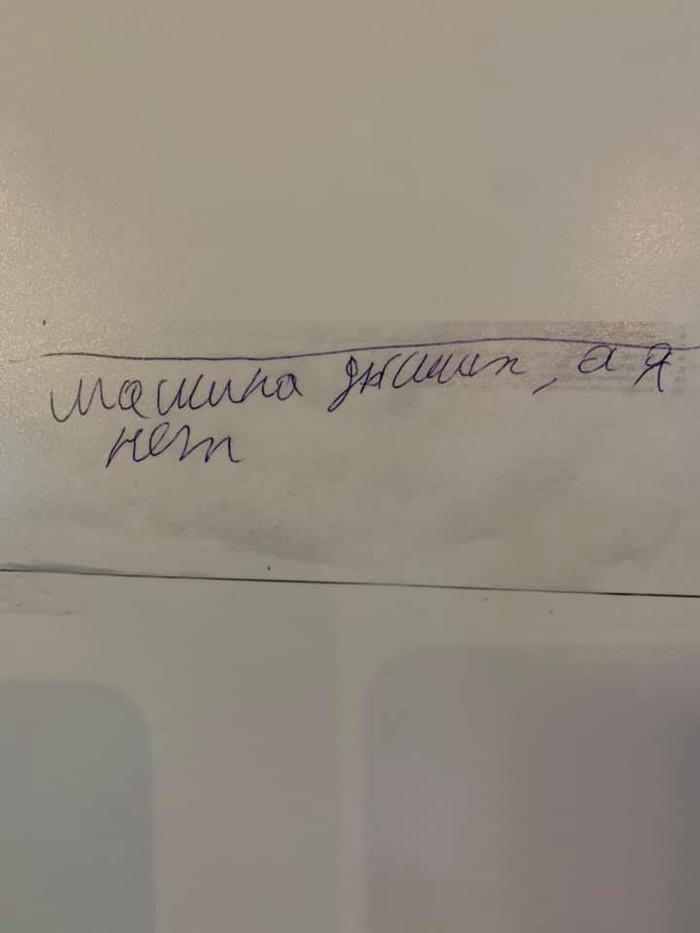 машина дышит, а я
нет